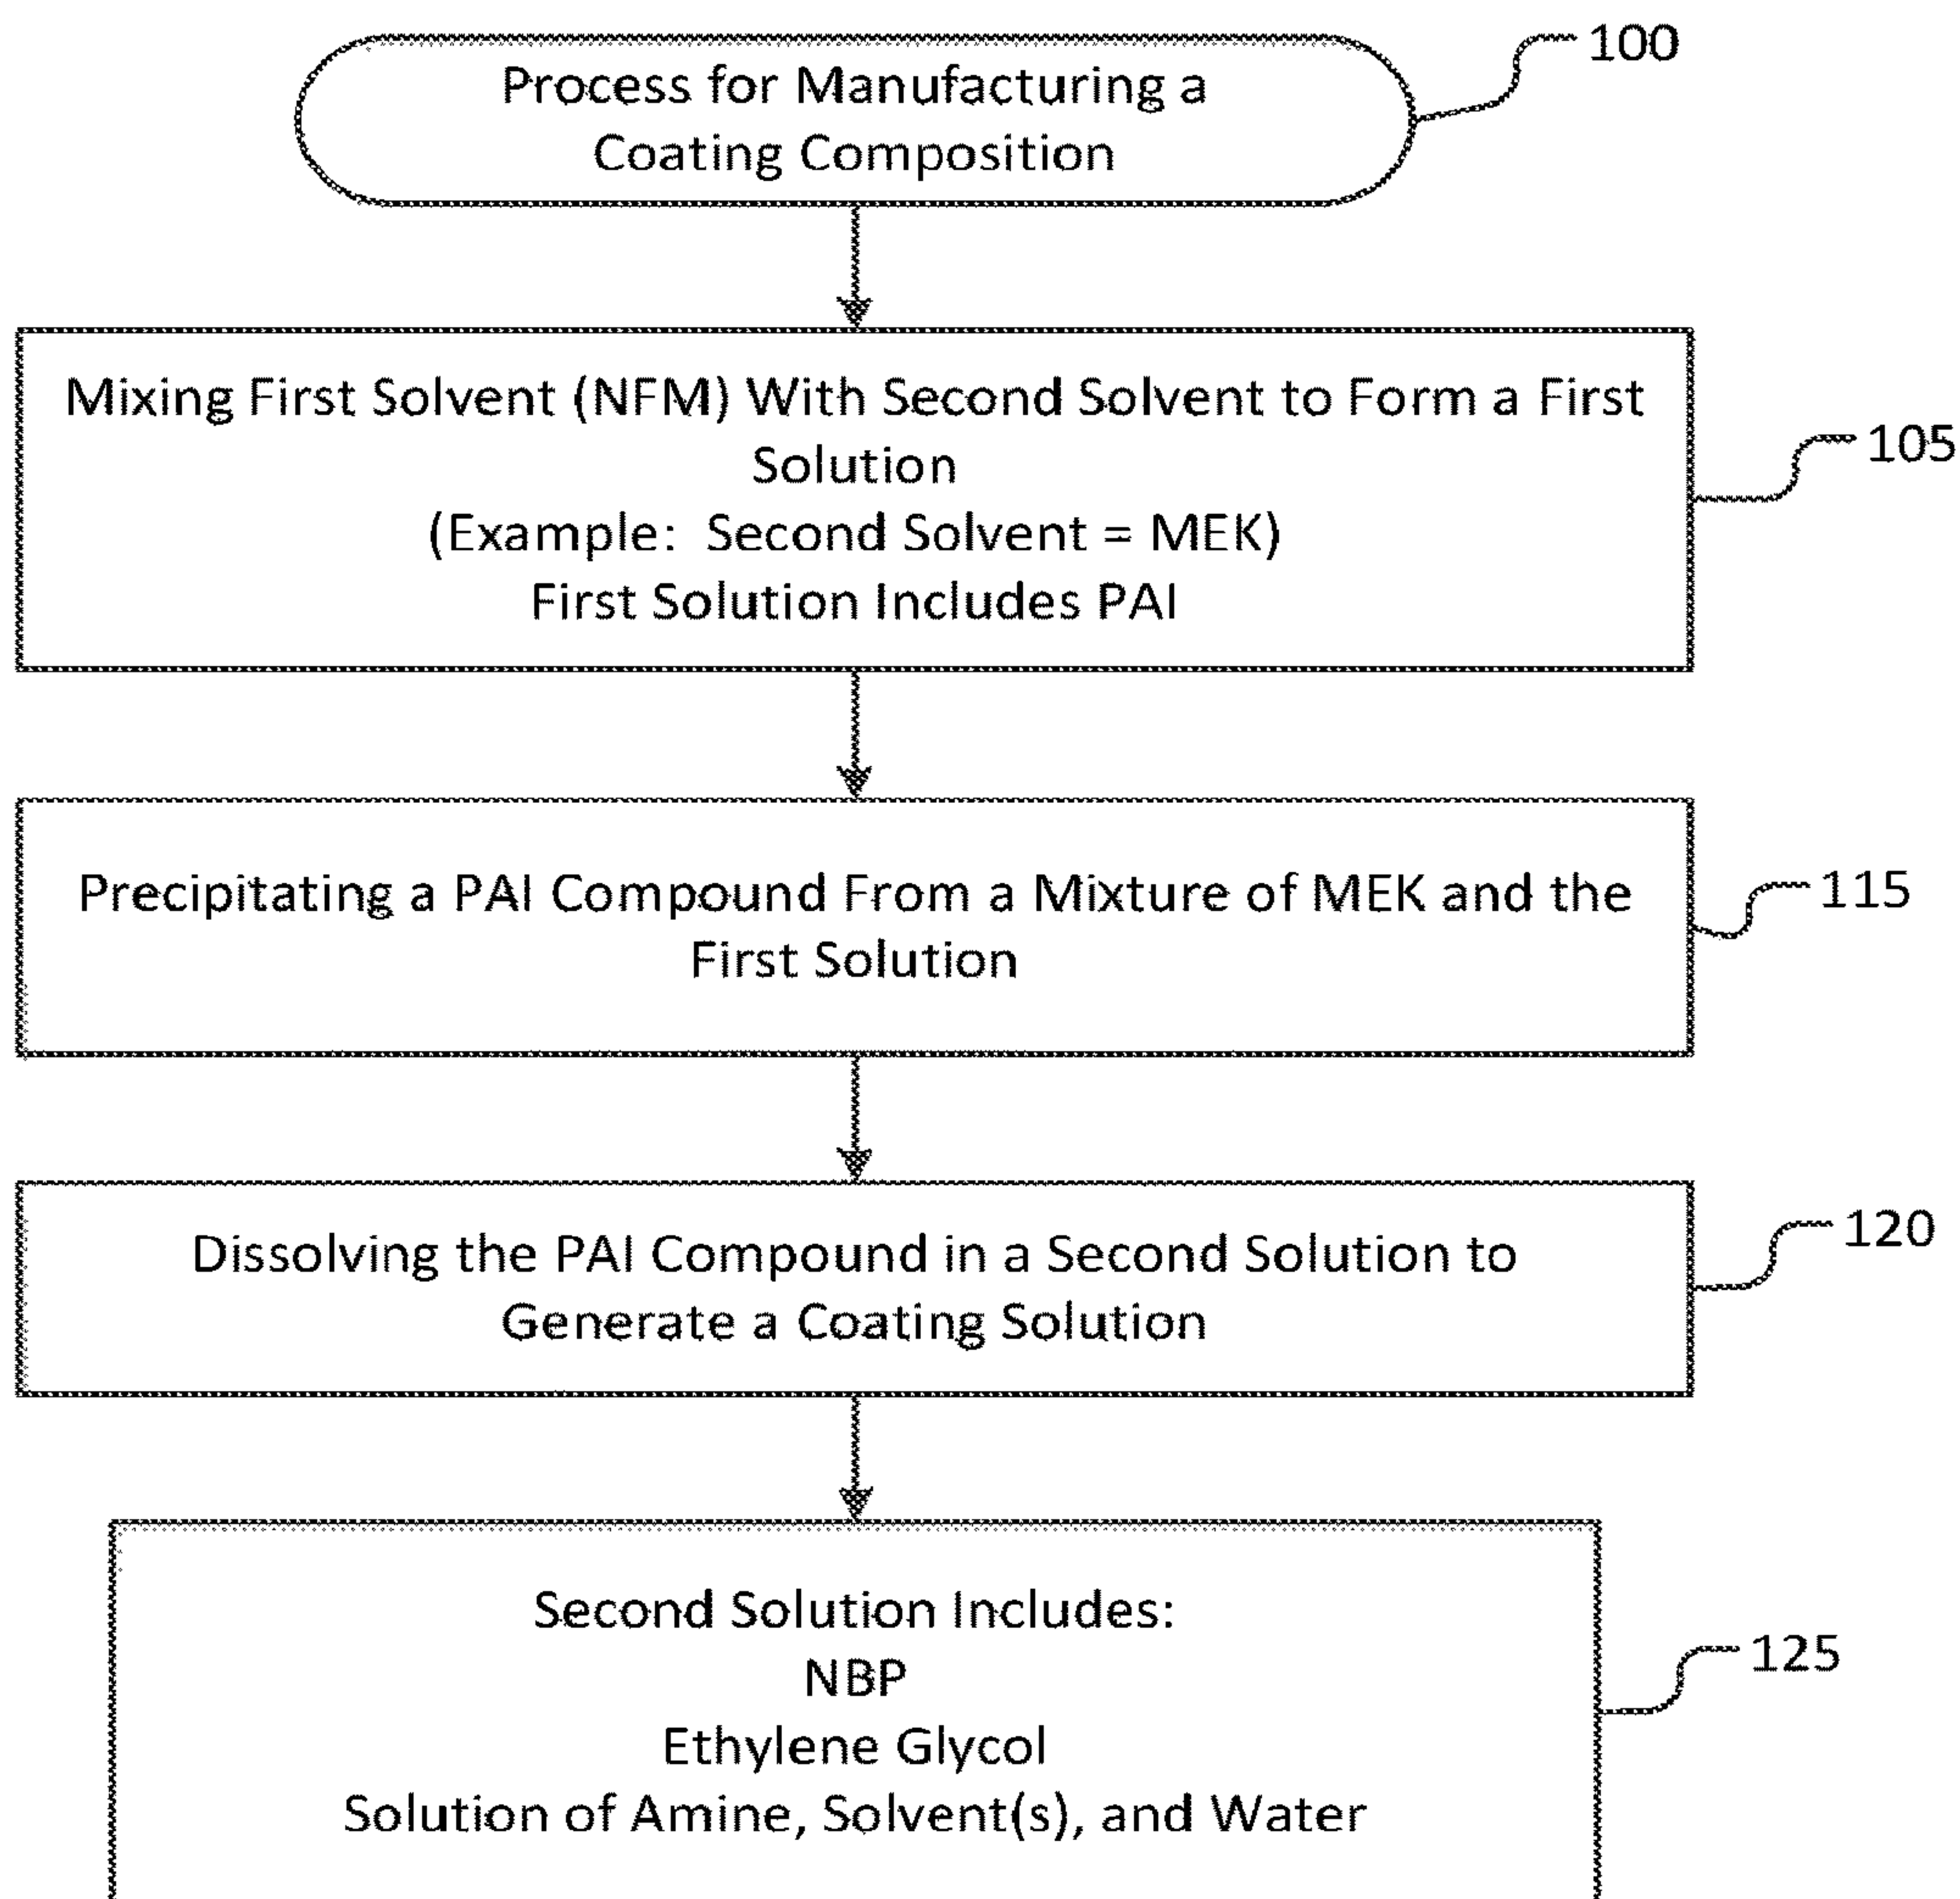 Process for Manufacturing a
Coating Composition
100
Mixing First Solvent (NFM) With Second Solvent to Form a First
Solution
(Example: Second Solvent = MEK)
First Solution Includes PAI
105
Precipitating a PAI Compound From a Mixture of MEK and the
First Solution
115
Dissolving the PAI Compound in a Second Solution to
Generate a Coating Solution
120
Second Solution Includes:
NBP
Ethylene Glycol
Solution of Amine, Solvent(s), and Water
125